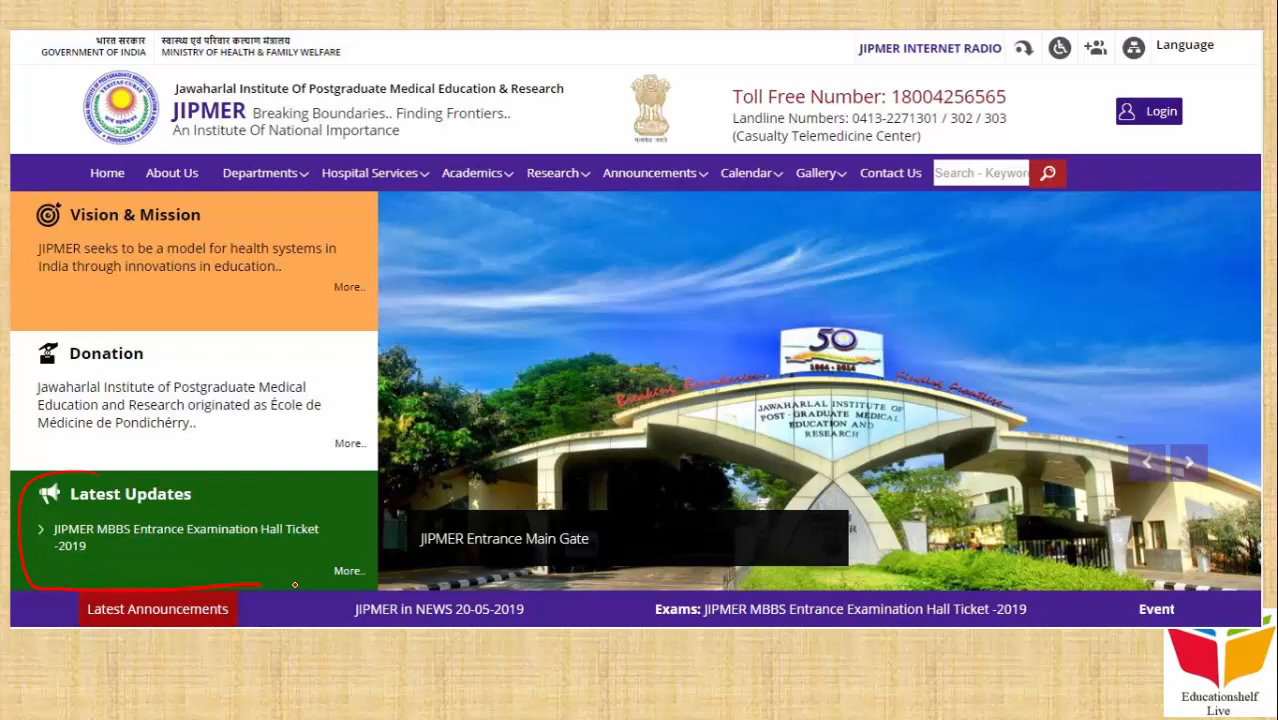 भारत सरकार
GOVERNMENT OF INDIA
स्वास्थ्य एवं परिवार कल्याण मंत्रालय
MINISTRY OF HEALTH & FAMILY WELFARE
JIPMER INTERNET RADIO
Language
Jawaharlal Institute Of Postgraduate Medical Education & Research
JIPMER Breaking Boundaries.. Finding Frontiers..
An Institute Of National Importance
Toll Free Number: 18004256565
Landline Numbers: 0413-2271301 / 302 / 303
(Casualty Telemedicine Center)
Login
Home About Us Departments Hospital Services Academics Research Announcements Calendar Gallery Contact Us Search - Keyword
Vision & Mission
JIPMER seeks to be a model for health systems in
India through innovations in education..
More..
Donation
Jawaharlal Institute of Postgraduate Medical
Education and Research originated as École de
Médicine de Pondichérry..
More..
Latest Updates
JIPMER MBBS Entrance Examination Hall Ticket
-2019
More..
50
1964-2014
Breaking Boundaries... Finding Frontiers...
JAWAHARLAL INSTITUTE OF
POST-GRADUATE MEDICAL
EDUCATION AND
RESEARCH
JIPMER Entrance Main Gate
Latest Announcements
JIPMER in NEWS 20-05-2019
Exams: JIPMER MBBS Entrance Examination Hall Ticket -2019
Event
Educationshelf
Live